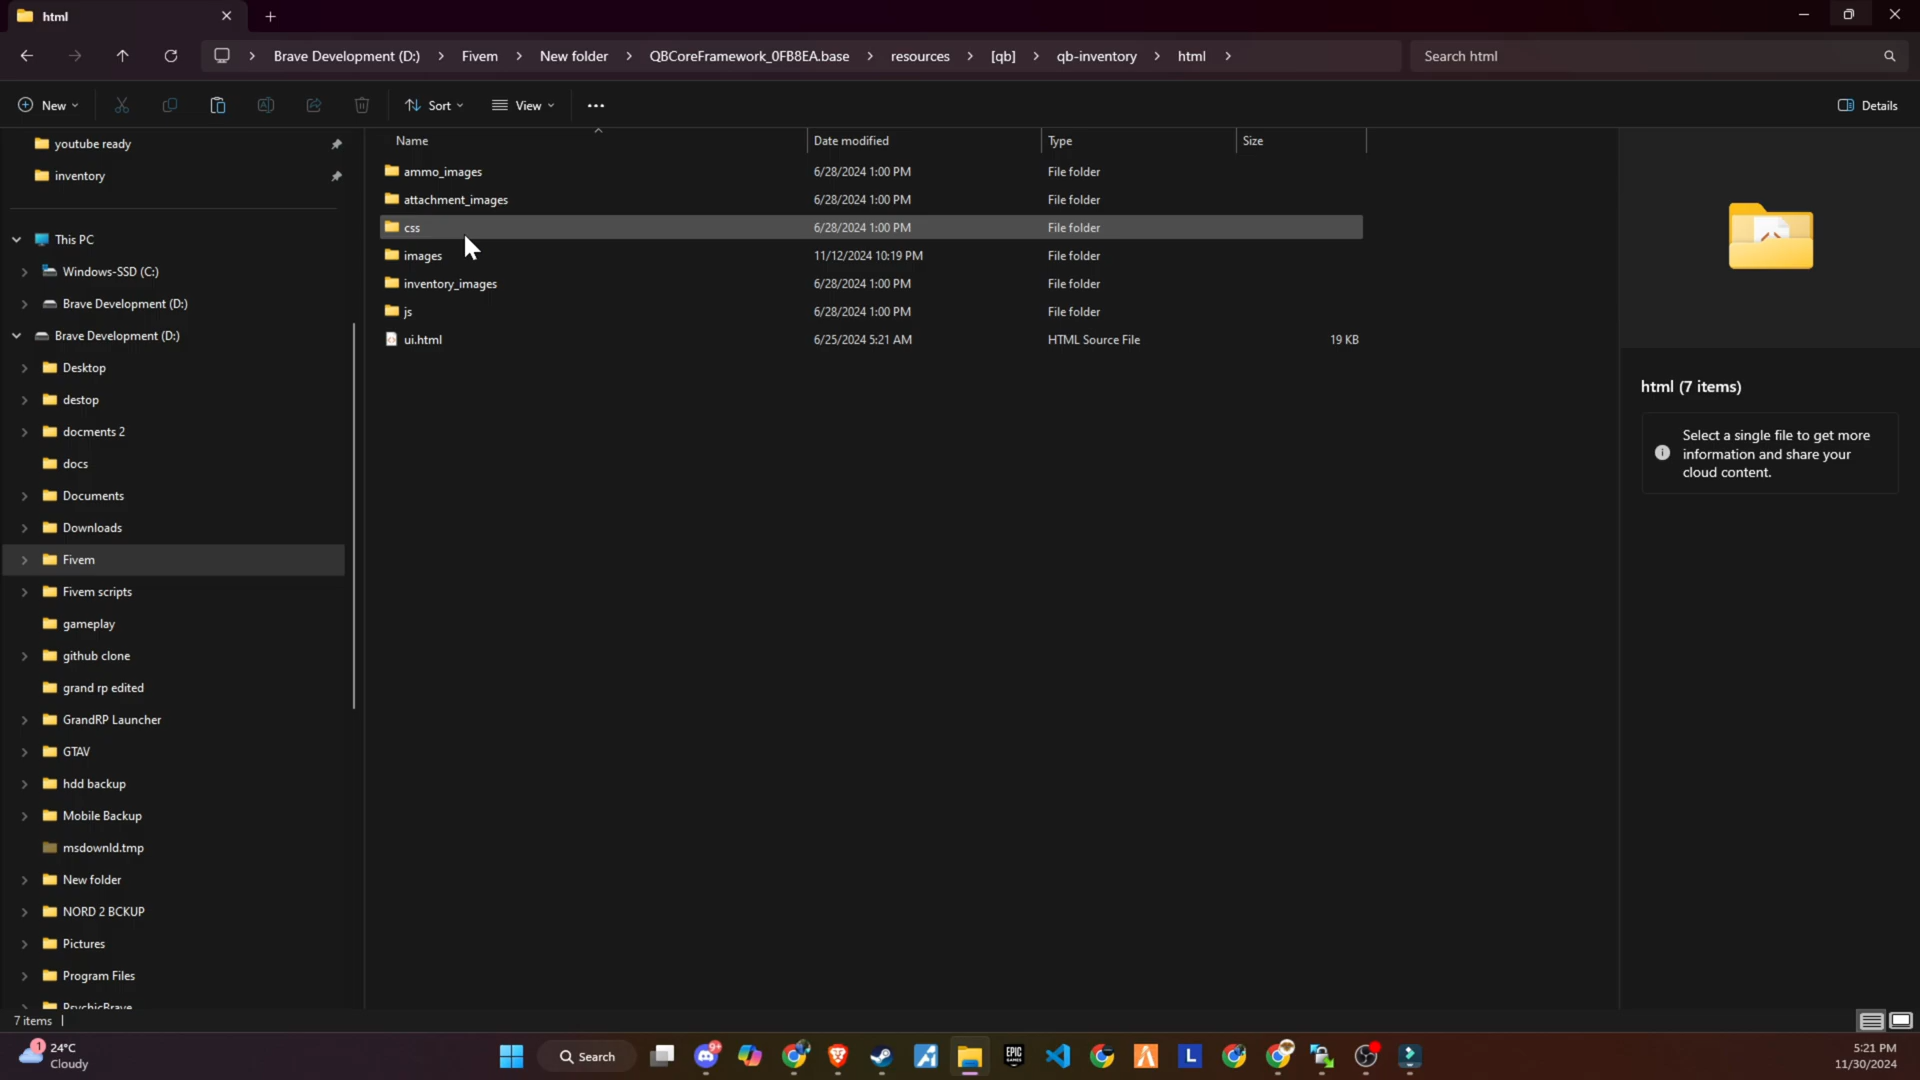 html
Brave Development (D:) Fivem New folder QBCoreFramework_0FB8EA.base resources [qb] qb-inventory html
Search html
New Sort View Details
youtube ready
inventory
This PC
Windows-SSD (C:)
Brave Development (D:)
Brave Development (D:)
Desktop
destop
docments 2
docs
Documents
Downloads
Fivem
Fivem scripts
gameplay
github clone
grand rp edited
GrandRP Launcher
GTAV
hdd backup
Mobile Backup
msdownld.tmp
New folder
NORD 2 BCKUP
Pictures
Program Files
PsychicBrave
Name Date modified Type Size
ammo_images 6/28/2024 1:00 PM File folder
attachment_images 6/28/2024 1:00 PM File folder
css 6/28/2024 1:00 PM File folder
images 11/12/2024 10:19 PM File folder
inventory_images 6/28/2024 1:00 PM File folder
js 6/28/2024 1:00 PM File folder
ui.html 6/25/2024 5:21 AM HTML Source File 19 KB
html (7 items)
Select a single file to get more
information and share your
cloud content.
7 items
1
24°C
Cloudy
Search
9+
EPIC
GAMES
L
5:21 PM
11/30/2024